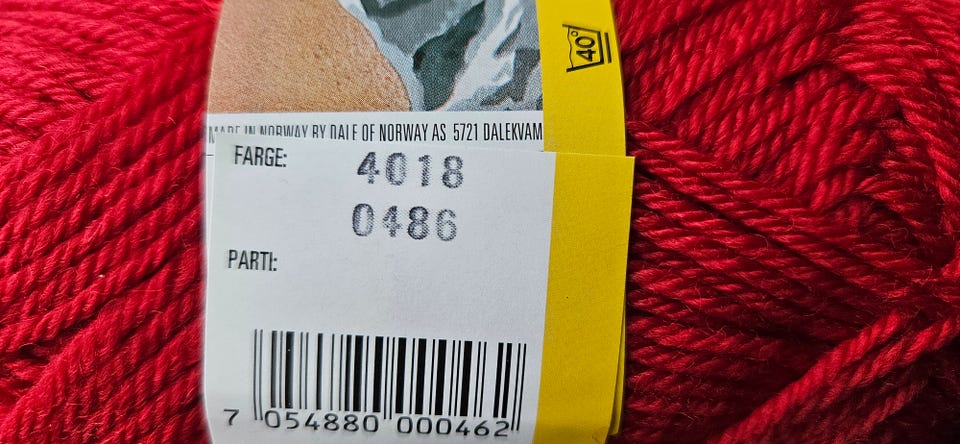 40°
MADE IN NORWAY BY DALE OF NORWAY AS 5721 DALEKVAM
FARGE: 4018
0486
PARTI:
7 054880 000462